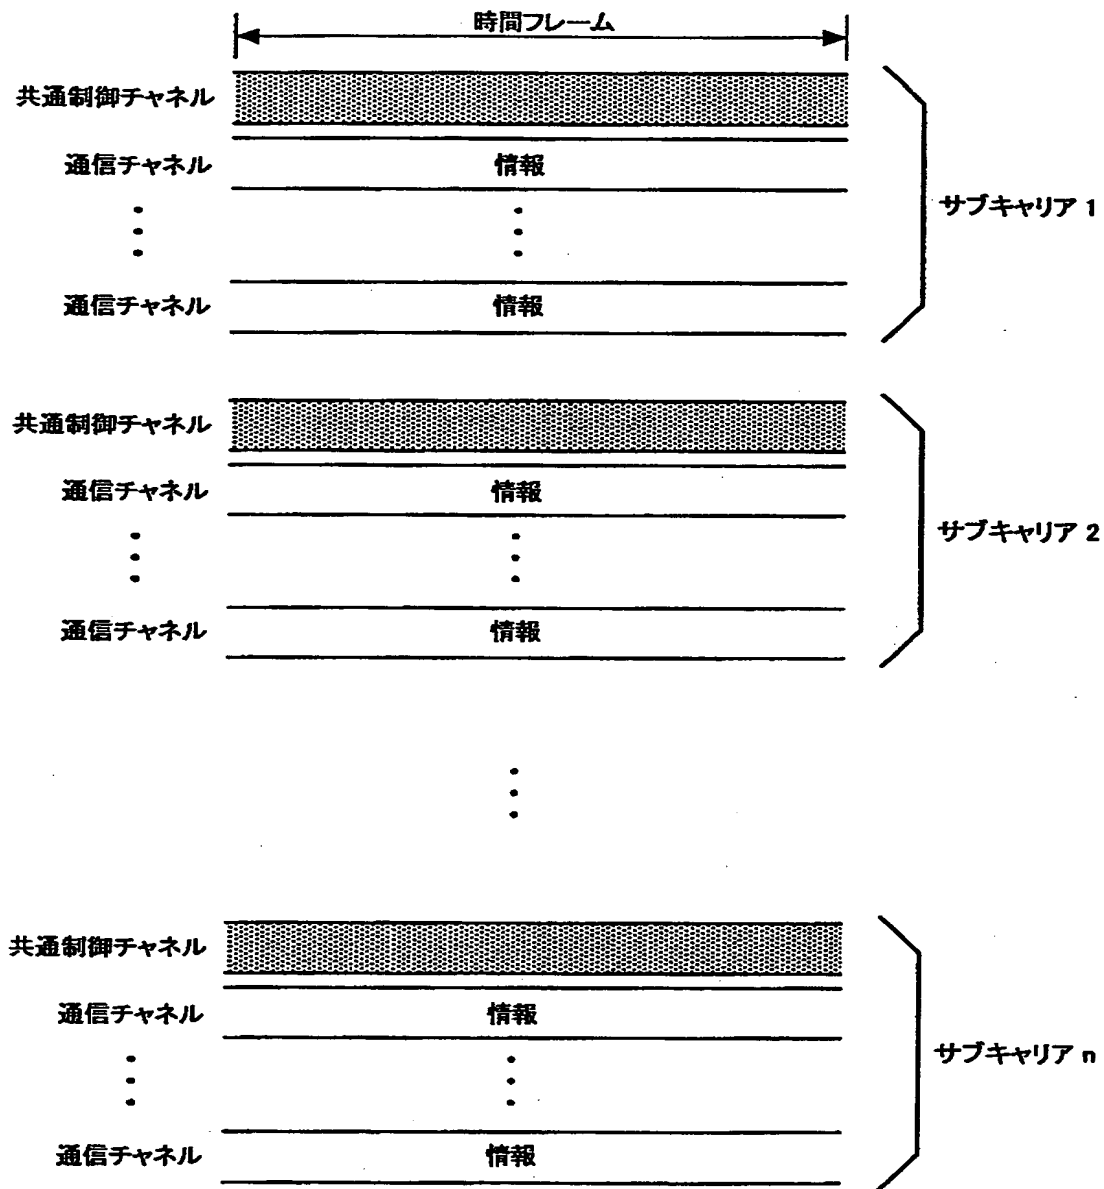 時間フレーム
共通制御チャネル
通信チャネル 情報
サブキャリア 1
通信チャネル 情報
共通制御チャネル
通信チャネル 情報
サブキャリア 2
通信チャネル 情報
共通制御チャネル
通信チャネル 情報
サブキャリア n
通信チャネル 情報